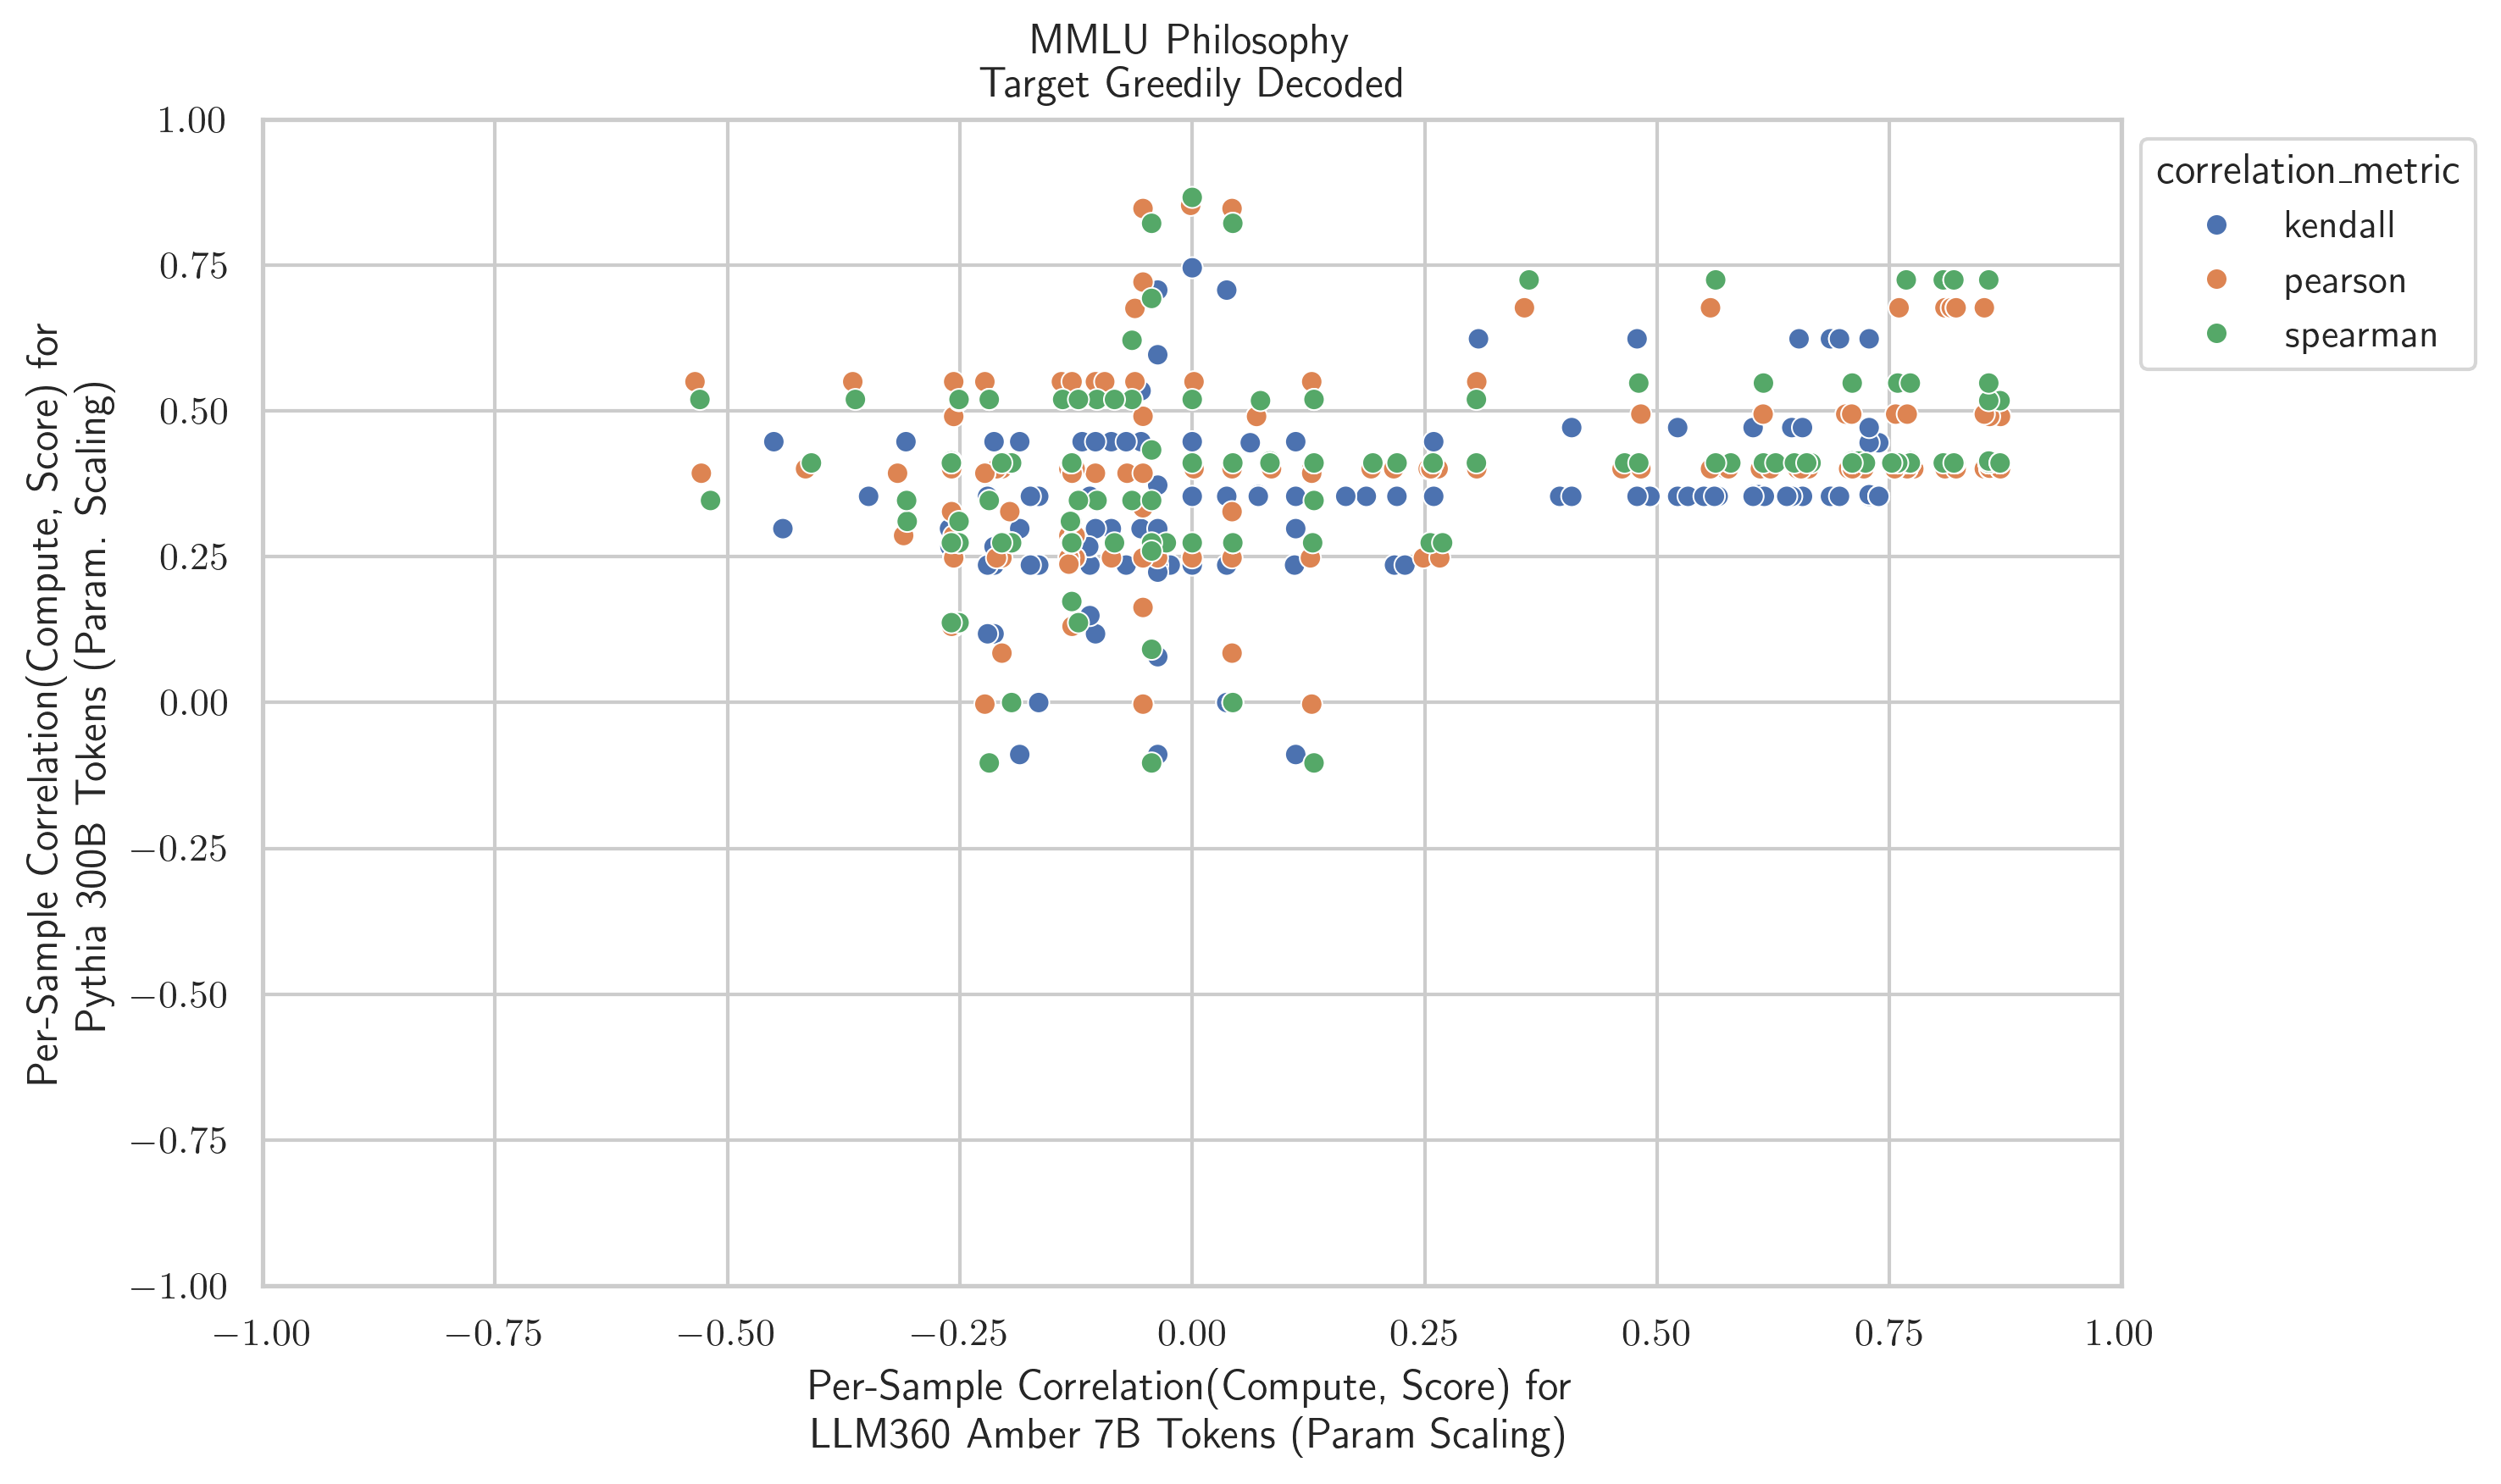 MMLU Philosophy
Target Greedily Decoded
Per-Sample Correlation(Compute, Score) for
Pythia 300B Tokens (Param. Scaling)
1.00
0.75
0.50
0.25
0.00
−0.25
−0.50
−0.75
−1.00
−1.00
−0.75
−0.50
−0.25
0.00
0.25
0.50
0.75
1.00
Per-Sample Correlation(Compute, Score) for
LLM360 Amber 7B Tokens (Param Scaling)
correlation_metric
kendall
pearson
spearman